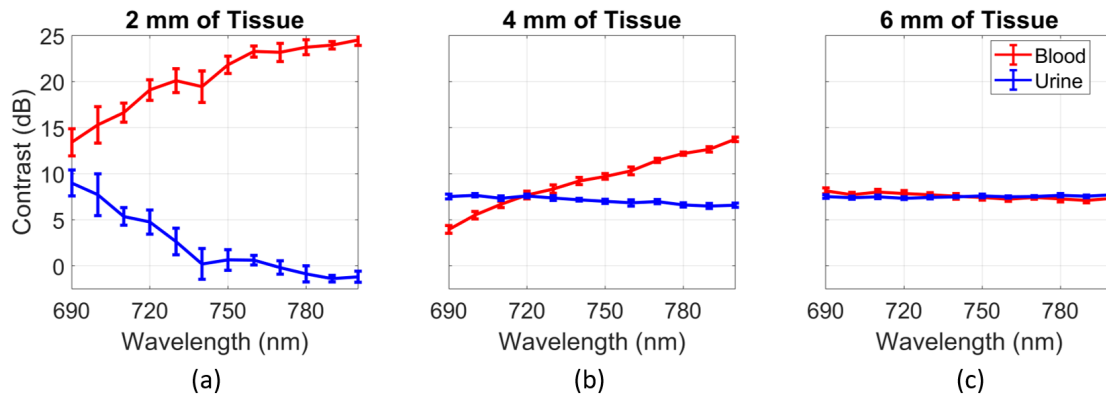 2 mm of Tissue
4 mm of Tissue
6 mm of Tissue
25
20
15
10
5
0
Contrast (dB)
Blood
Urine
690 720 750 780
690 720 750 780
690 720 750 780
Wavelength (nm)
Wavelength (nm)
Wavelength (nm)
(a)
(b)
(c)